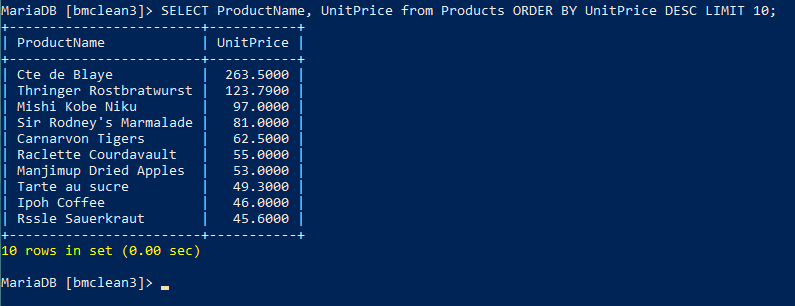 MariaDB [bmclean3]> SELECT ProductName, UnitPrice from Products ORDER BY UnitPrice DESC LIMIT 10;
+------------------------+-----------+
| ProductName            | UnitPrice |
+------------------------+-----------+
| Cte de Blaye           |  263.5000 |
| Thringer Rostbratwurst |  123.7900 |
| Mishi Kobe Niku        |   97.0000 |
| Sir Rodney's Marmalade |   81.0000 |
| Carnarvon Tigers       |   62.5000 |
| Raclette Courdavault   |   55.0000 |
| Manjimup Dried Apples  |   53.0000 |
| Tarte au sucre         |   49.3000 |
| Ipoh Coffee            |   46.0000 |
| Rssle Sauerkraut       |   45.6000 |
+------------------------+-----------+
10 rows in set (0.00 sec)
MariaDB [bmclean3]> _